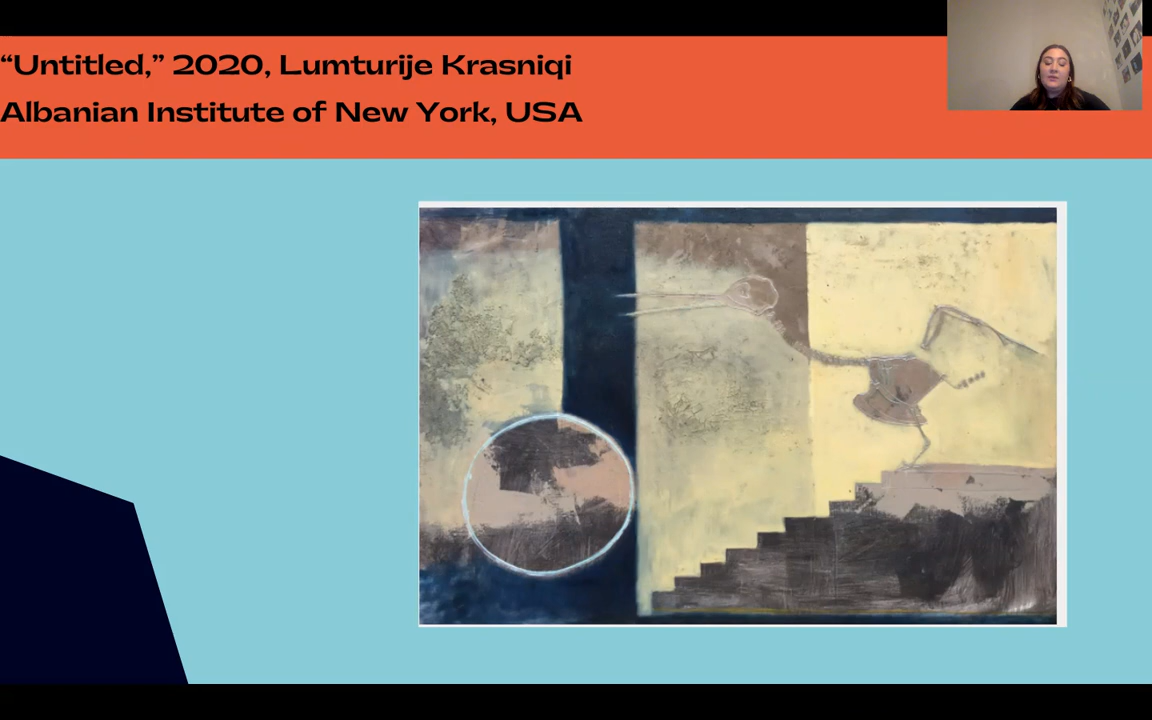 “Untitled,” 2020, Lumturije Krasniqi
Albanian Institute of New York, USA